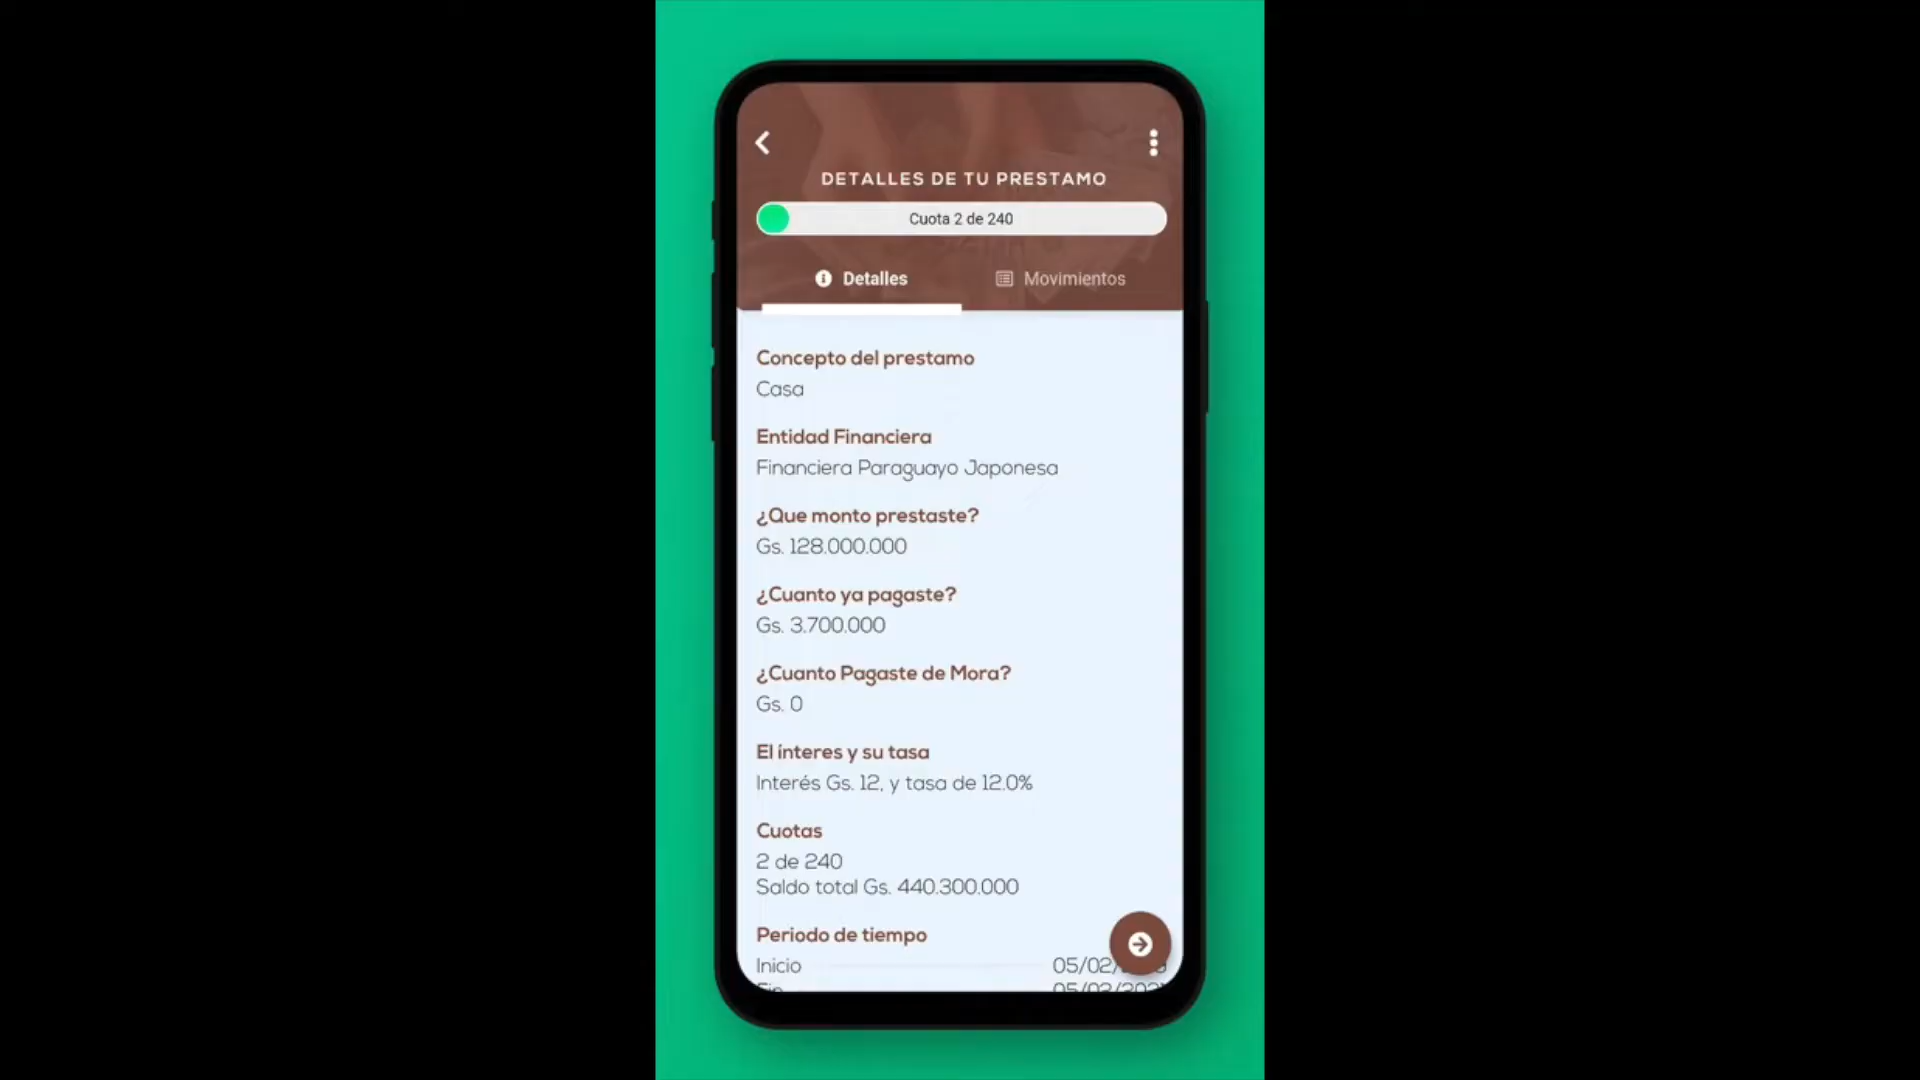 DETALLES DE TU PRESTAMO
Cuota 2 de 240
Detalles
Movimientos
Concepto del prestamo
Casa
Entidad Financiera
Financiera Paraguayo Japonesa
¿Que monto prestaste?
Gs. 128.000.000
¿Cuanto ya pagaste?
Gs. 3.700.000
¿Cuanto Pagaste de Mora?
Gs. 0
El ínteres y su tasa
Interés Gs. 12, y tasa de 12.0%
Cuotas
2 de 240
Saldo total Gs. 440.300.000
Periodo de tiempo
Inicio 05/02/